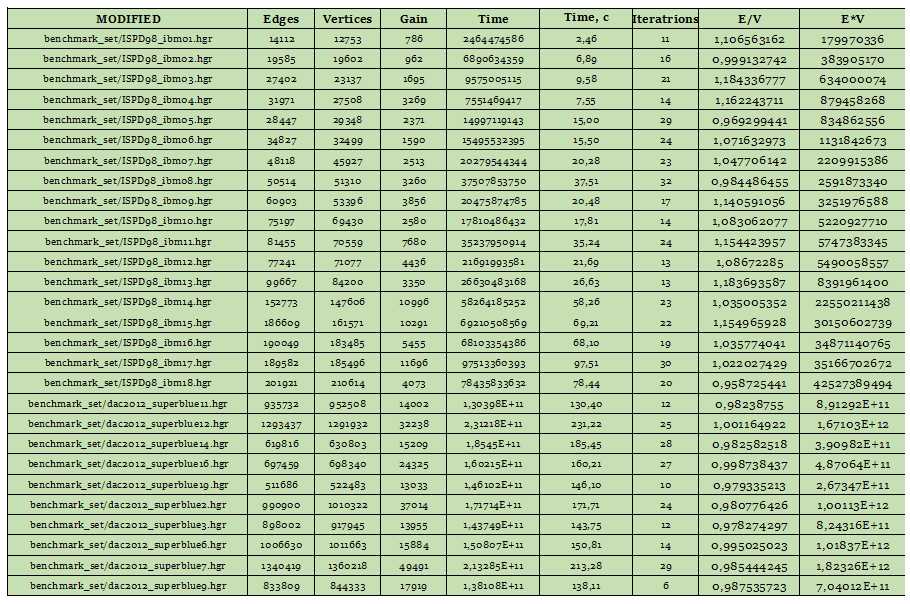 MODIFIED Edges Vertices Gain Time Time, c Iteratrions E/V E*V
benchmark_set/ISPD98_ibm01.hgr 14112 12753 786 2464474586 2,46 11 1,106563162 179970336
benchmark_set/ISPD98_ibm02.hgr 19585 19602 962 6890634359 6,89 16 0,999132742 383905170
benchmark_set/ISPD98_ibm03.hgr 27402 23137 1695 9575005115 9,58 21 1,184336777 634000074
benchmark_set/ISPD98_ibm04.hgr 31971 27508 3269 7551469417 7,55 14 1,162243711 879458268
benchmark_set/ISPD98_ibm05.hgr 28447 29348 2371 14997119143 15,00 29 0,969299441 834862556
benchmark_set/ISPD98_ibm06.hgr 34827 32499 1590 15495532395 15,50 24 1,071632973 1131842673
benchmark_set/ISPD98_ibm07.hgr 48118 45927 2513 20279544344 20,28 23 1,047706142 2209915386
benchmark_set/ISPD98_ibm08.hgr 50514 51310 3260 37507853750 37,51 32 0,984486455 2591873340
benchmark_set/ISPD98_ibm09.hgr 60903 53396 3856 20475874785 20,48 17 1,140591056 3251976588
benchmark_set/ISPD98_ibm10.hgr 75197 69430 2580 17810486432 17,81 14 1,083062077 5220927710
benchmark_set/ISPD98_ibm11.hgr 81455 70559 7680 35237950914 35,24 24 1,154423957 5747383345
benchmark_set/ISPD98_ibm12.hgr 77241 71077 4436 21691993581 21,69 13 1,08672285 5490058557
benchmark_set/ISPD98_ibm13.hgr 99667 84200 3350 26630483168 26,63 13 1,183693587 8391961400
benchmark_set/ISPD98_ibm14.hgr 152773 147606 10996 58264185252 58,26 23 1,035005352 22550211438
benchmark_set/ISPD98_ibm15.hgr 186609 161571 10291 69210508569 69,21 22 1,154965928 30150602739
benchmark_set/ISPD98_ibm16.hgr 190049 183485 5455 68103354386 68,10 19 1,035774041 34871140765
benchmark_set/ISPD98_ibm17.hgr 189582 185496 11696 97513360393 97,51 30 1,022027429 35166702672
benchmark_set/ISPD98_ibm18.hgr 201921 210614 4073 78435833632 78,44 20 0,958725441 42527389494
benchmark_set/dac2012_superblue11.hgr 935732 952508 14002 1,30398E+11 130,40 12 0,98238755 8,91292E+11
benchmark_set/dac2012_superblue12.hgr 1293437 1291932 32238 2,31218E+11 231,22 25 1,001164922 1,67103E+12
benchmark_set/dac2012_superblue14.hgr 619816 630803 15209 1,8545E+11 185,45 28 0,982582518 3,90982E+11
benchmark_set/dac2012_superblue16.hgr 697459 698340 24325 1,60215E+11 160,21 27 0,998738437 4,87064E+11
benchmark_set/dac2012_superblue19.hgr 511686 522483 13033 1,46102E+11 146,10 10 0,979335213 2,67347E+11
benchmark_set/dac2012_superblue2.hgr 990900 1010322 37014 1,71714E+11 171,71 24 0,980776426 1,00113E+12
benchmark_set/dac2012_superblue3.hgr 898002 917945 13955 1,43749E+11 143,75 12 0,978274297 8,24316E+11
benchmark_set/dac2012_superblue6.hgr 1006630 1011663 15884 1,50807E+11 150,81 14 0,995025023 1,01837E+12
benchmark_set/dac2012_superblue7.hgr 1340419 1360218 49491 2,13285E+11 213,28 29 0,985444245 1,82326E+12
benchmark_set/dac2012_superblue9.hgr 833809 844333 17919 1,38108E+11 138,11 6 0,987535723 7,04012E+11